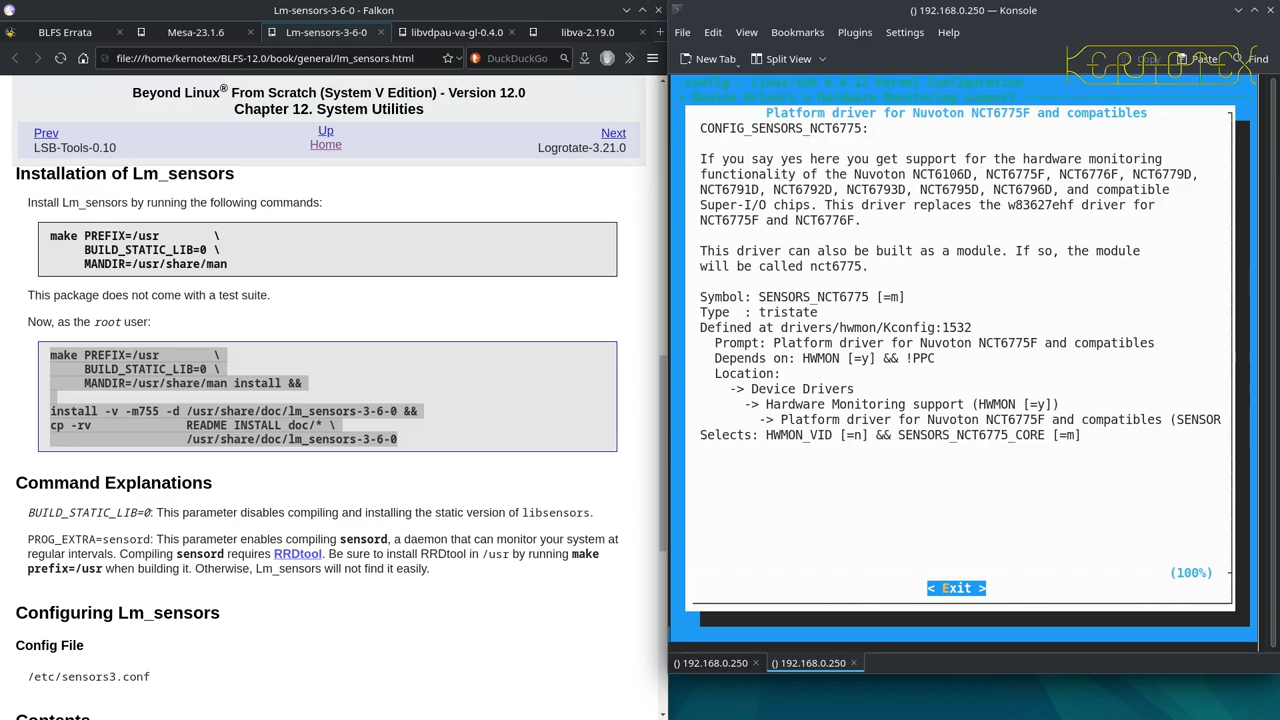 Lm-sensors-3-6-0 - Falkon
BLFS Errata
Mesa-23.1.6
Lm-sensors-3-6-0
libvdpau-va-gl-0.4.0
libva-2.19.0
file:///home/kernotex/BLFS-12.0/book/general/lm_sensors.html
DuckDuckGo
Beyond Linux® From Scratch (System V Edition) - Version 12.0
Chapter 12. System Utilities
Prev
Up
Next
LSB-Tools-0.10
Home
Logrotate-3.21.0
Installation of Lm_sensors
Install Lm_sensors by running the following commands:
make PREFIX=/usr \
BUILD_STATIC_LIB=0 \
MANDIR=/usr/share/man
This package does not come with a test suite.
Now, as the root user:
make PREFIX=/usr \
BUILD_STATIC_LIB=0 \
MANDIR=/usr/share/man install &&
install -v -m755 -d /usr/share/doc/lm_sensors-3-6-0 &&
cp -rv README INSTALL doc/* \
/usr/share/doc/lm_sensors-3-6-0
Command Explanations
BUILD_STATIC_LIB=0: This parameter disables compiling and installing the static version of libsensors.
PROG_EXTRA=sensord: This parameter enables compiling sensord, a daemon that can monitor your system at
regular intervals. Compiling sensord requires RRDtool. Be sure to install RRDtool in /usr by running make
prefix=/usr when building it. Otherwise, Lm_sensors will not find it easily.
Configuring Lm_sensors
Config File
/etc/sensors3.conf
Contents
() 192.168.0.250 — Konsole
File Edit View Bookmarks Plugins Settings Help
New Tab
Split View
Copy
Paste
Find
KERNOTEX
.config - Linux/x86 6.4.12 Kernel Configuration
> Device Drivers > Hardware Monitoring support
Platform driver for Nuvoton NCT6775F and compatibles
CONFIG_SENSORS_NCT6775:
If you say yes here you get support for the hardware monitoring
functionality of the Nuvoton NCT6106D, NCT6775F, NCT6776F, NCT6779D,
NCT6791D, NCT6792D, NCT6793D, NCT6795D, NCT6796D, and compatible
Super-I/O chips. This driver replaces the w83627ehf driver for
NCT6775F and NCT6776F.
This driver can also be built as a module. If so, the module
will be called nct6775.
Symbol: SENSORS_NCT6775 [=m]
Type : tristate
Defined at drivers/hwmon/Kconfig:1532
Prompt: Platform driver for Nuvoton NCT6775F and compatibles
Depends on: HWMON [=y] && !PPC
Location:
-> Device Drivers
-> Hardware Monitoring support (HWMON [=y])
-> Platform driver for Nuvoton NCT6775F and compatibles (SENSOR
Selects: HWMON_VID [=n] && SENSORS_NCT6775_CORE [=m]
(100%)
< Exit >
() 192.168.0.250
() 192.168.0.250